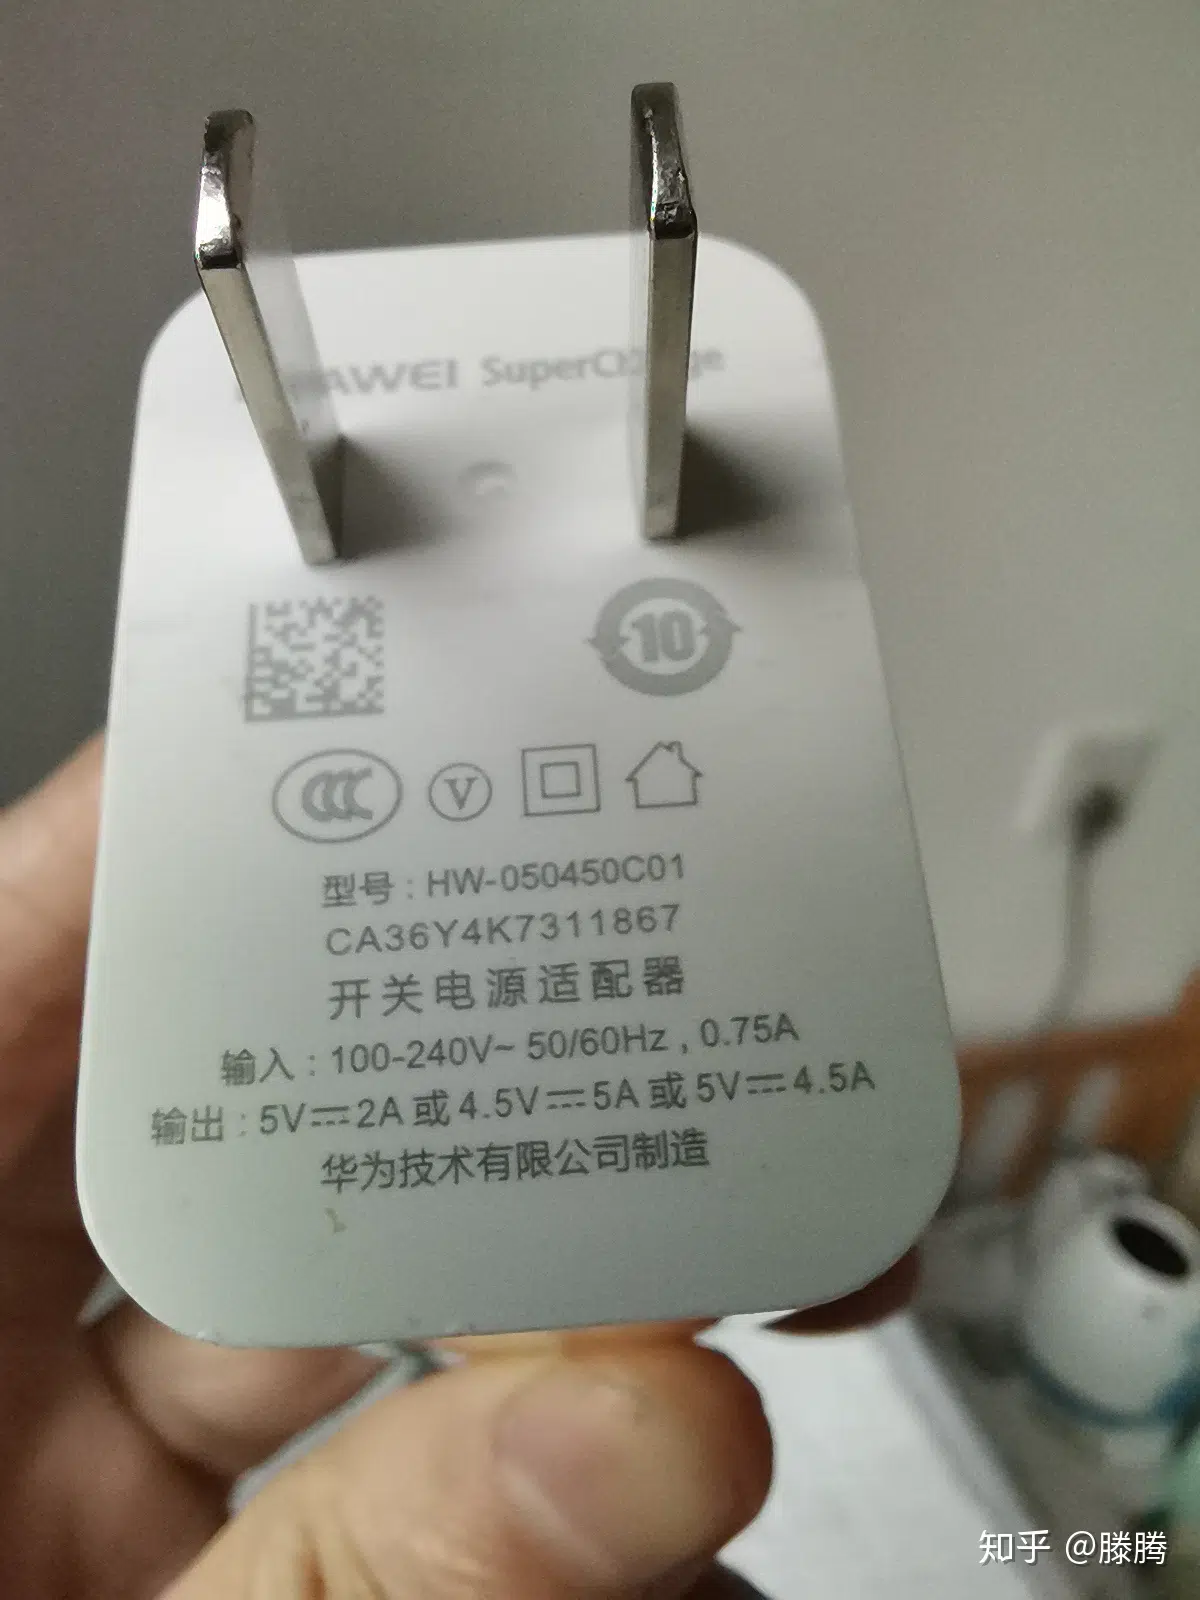 HUAWEI SuperCharge
10
CCC V
型号：HW-050450C01
CA36Y4K7311867
开关电源适配器
输入：100-240V~ 50/60Hz，0.75A
输出：5V⎓2A 或 4.5V⎓5A 或 5V⎓4.5A
华为技术有限公司制造
知乎 @滕腾